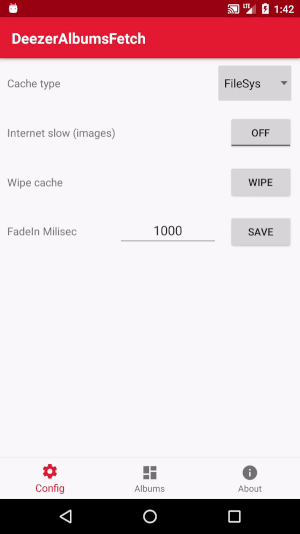 LTE 1:42
DeezerAlbumsFetch
Cache type FileSys
Internet slow (images) OFF
Wipe cache WIPE
FadeIn Milisec 1000 SAVE
Config Albums About